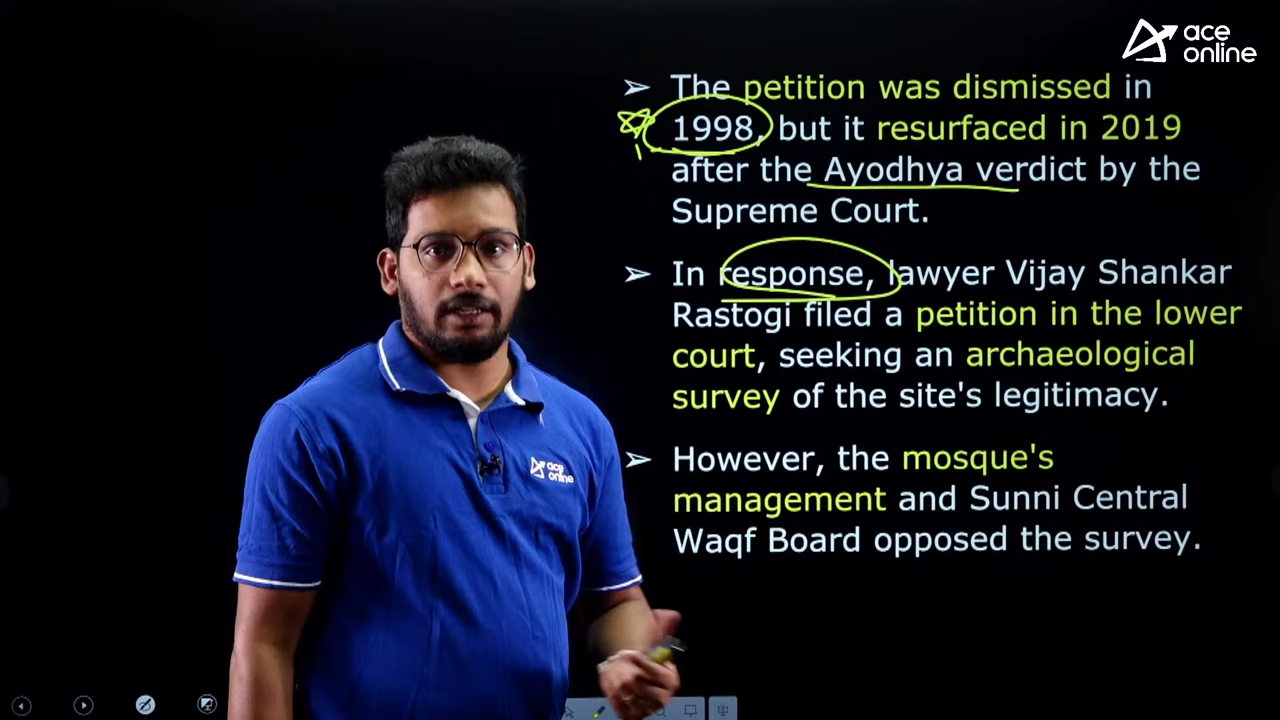 ace
online
➢ The petition was dismissed in
1998, but it resurfaced in 2019
after the Ayodhya verdict by the
Supreme Court.
➢ In response, lawyer Vijay Shankar
Rastogi filed a petition in the lower
court, seeking an archaeological
survey of the site's legitimacy.
➢ However, the mosque's
management and Sunni Central
Waqf Board opposed the survey.
ace
online